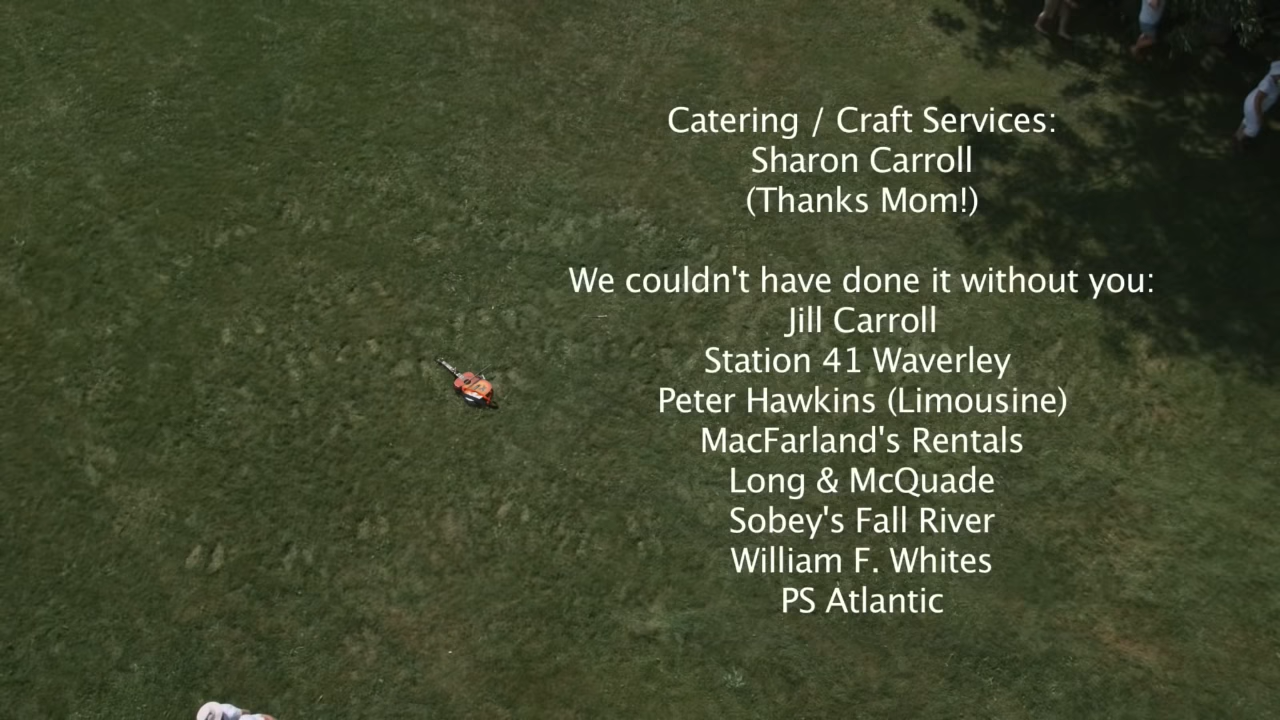 Catering / Craft Services:
Sharon Carroll
(Thanks Mom!)
We couldn't have done it without you:
Jill Carroll
Station 41 Waverley
Peter Hawkins (Limousine)
MacFarland's Rentals
Long & McQuade
Sobey's Fall River
William F. Whites
PS Atlantic